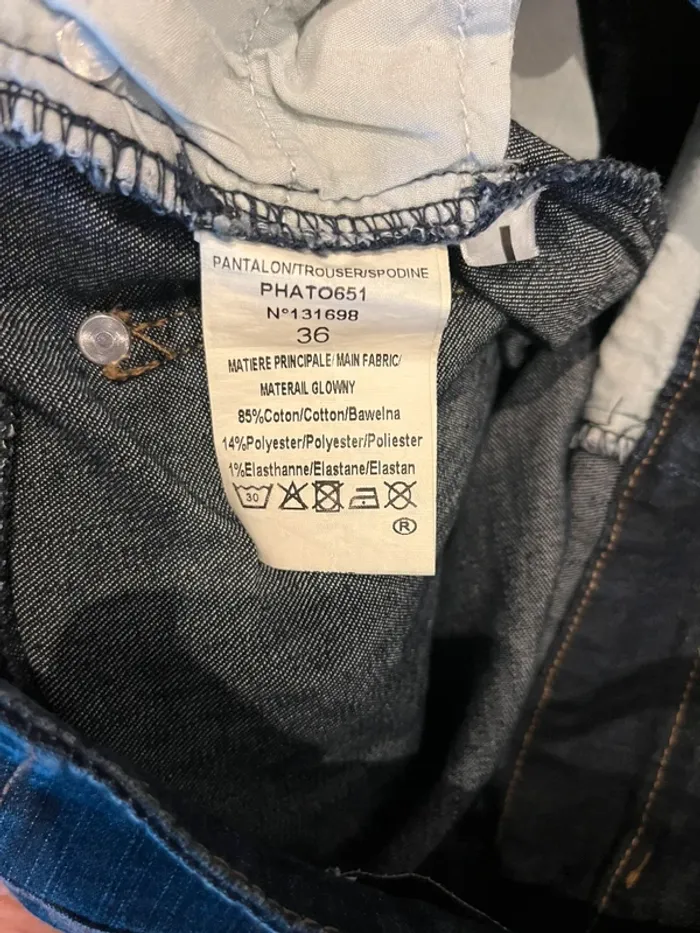 PANTALON/TROUSER/SPODINE
PHATO651
N°131698
36
MATIERE PRINCIPALE/MAIN FABRIC/
MATERAIL GLOWNY
85%Coton/Cotton/Bawelna
14%Polyester/Polyester/Poliester
1%Elasthanne/Elastane/Elastan
30
®